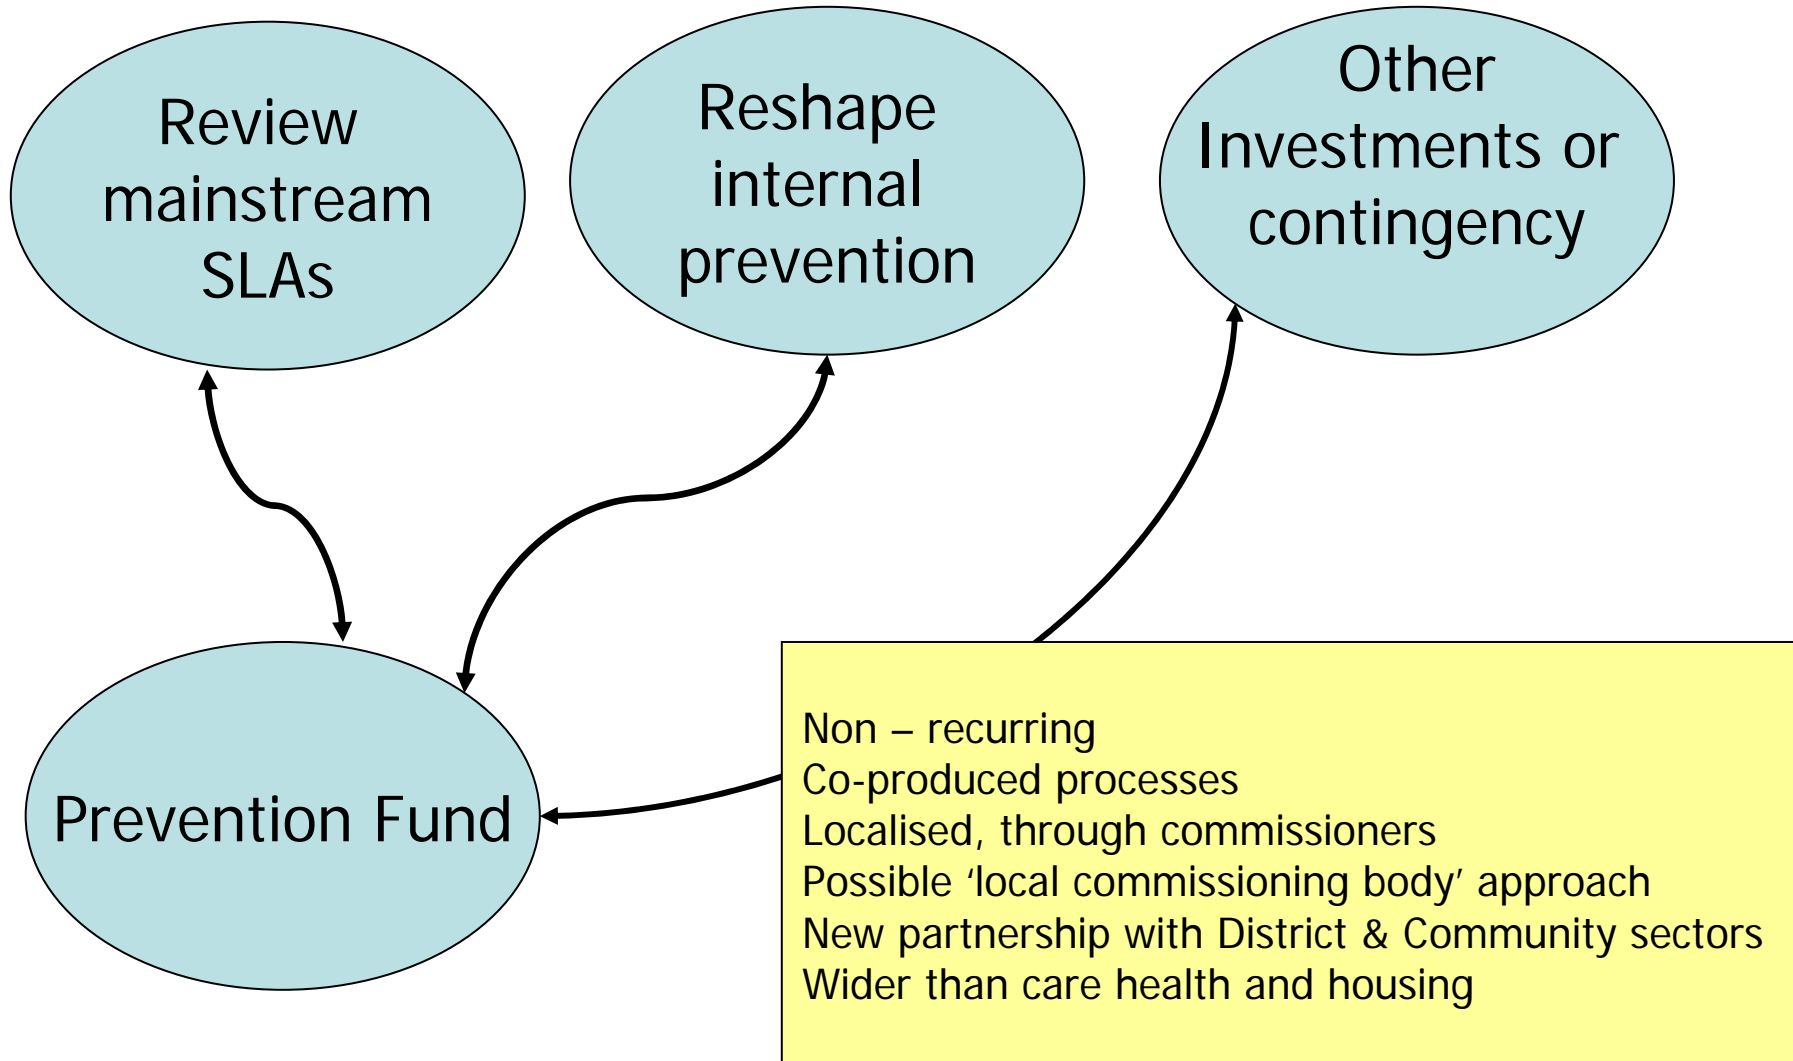 Review
mainstream
SLAs
Reshape
internal
prevention
Other
Investments or
contingency
Prevention Fund
Non – recurring
Co-produced processes
Localised, through commissioners
Possible ‘local commissioning body’ approach
New partnership with District & Community sectors
Wider than care health and housing